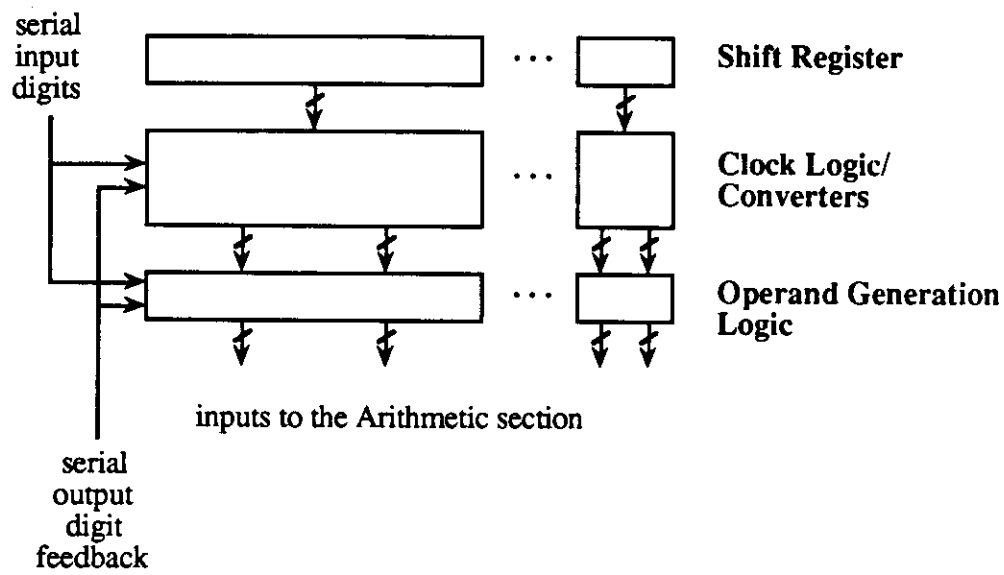 serial
input
digits
. . .
Shift Register
. . .
Clock Logic/
Converters
. . .
Operand Generation
Logic
inputs to the Arithmetic section
serial
output
digit
feedback